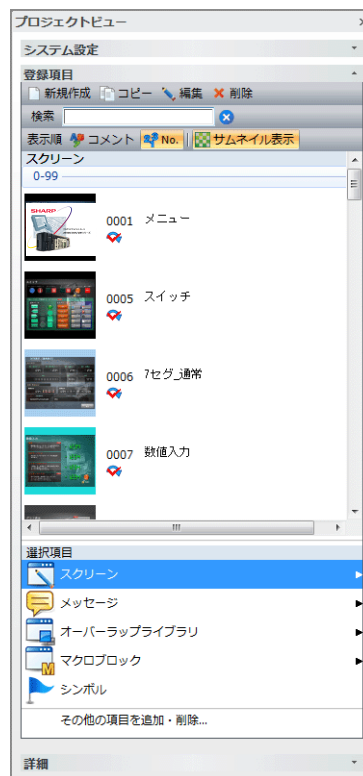 プロジェクトビュー
システム設定
登録項目
新規作成 コピー 編集 削除
検索
表示順 コメント No. サムネイル表示
スクリーン
0-99
SHARP
0001 メニュー
0005 スイッチ
0006 7セグ_通常
0007 数値入力
選択項目
スクリーン
メッセージ
オーバーラップライブラリ
マクロブロック
シンボル
その他の項目を追加・削除...
詳細